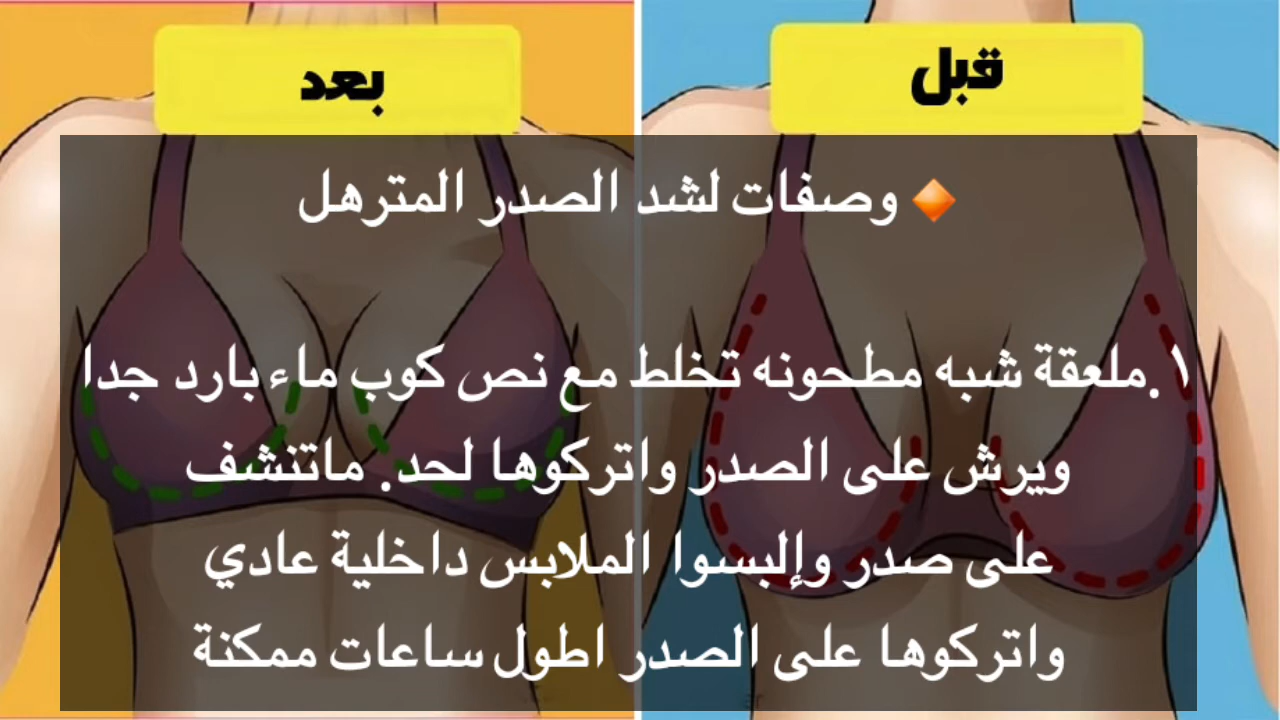 قبل
بعد
🔸 وصفات لشد الصدر المترهل
١.ملعقة شبه مطحونه تخلط مع نص كوب ماء بارد جدا
ويرش على الصدر واتركوها لحد. ماتنشف
على صدر وإلبسوا الملابس داخلية عادي
واتركوها على الصدر اطول ساعات ممكنة